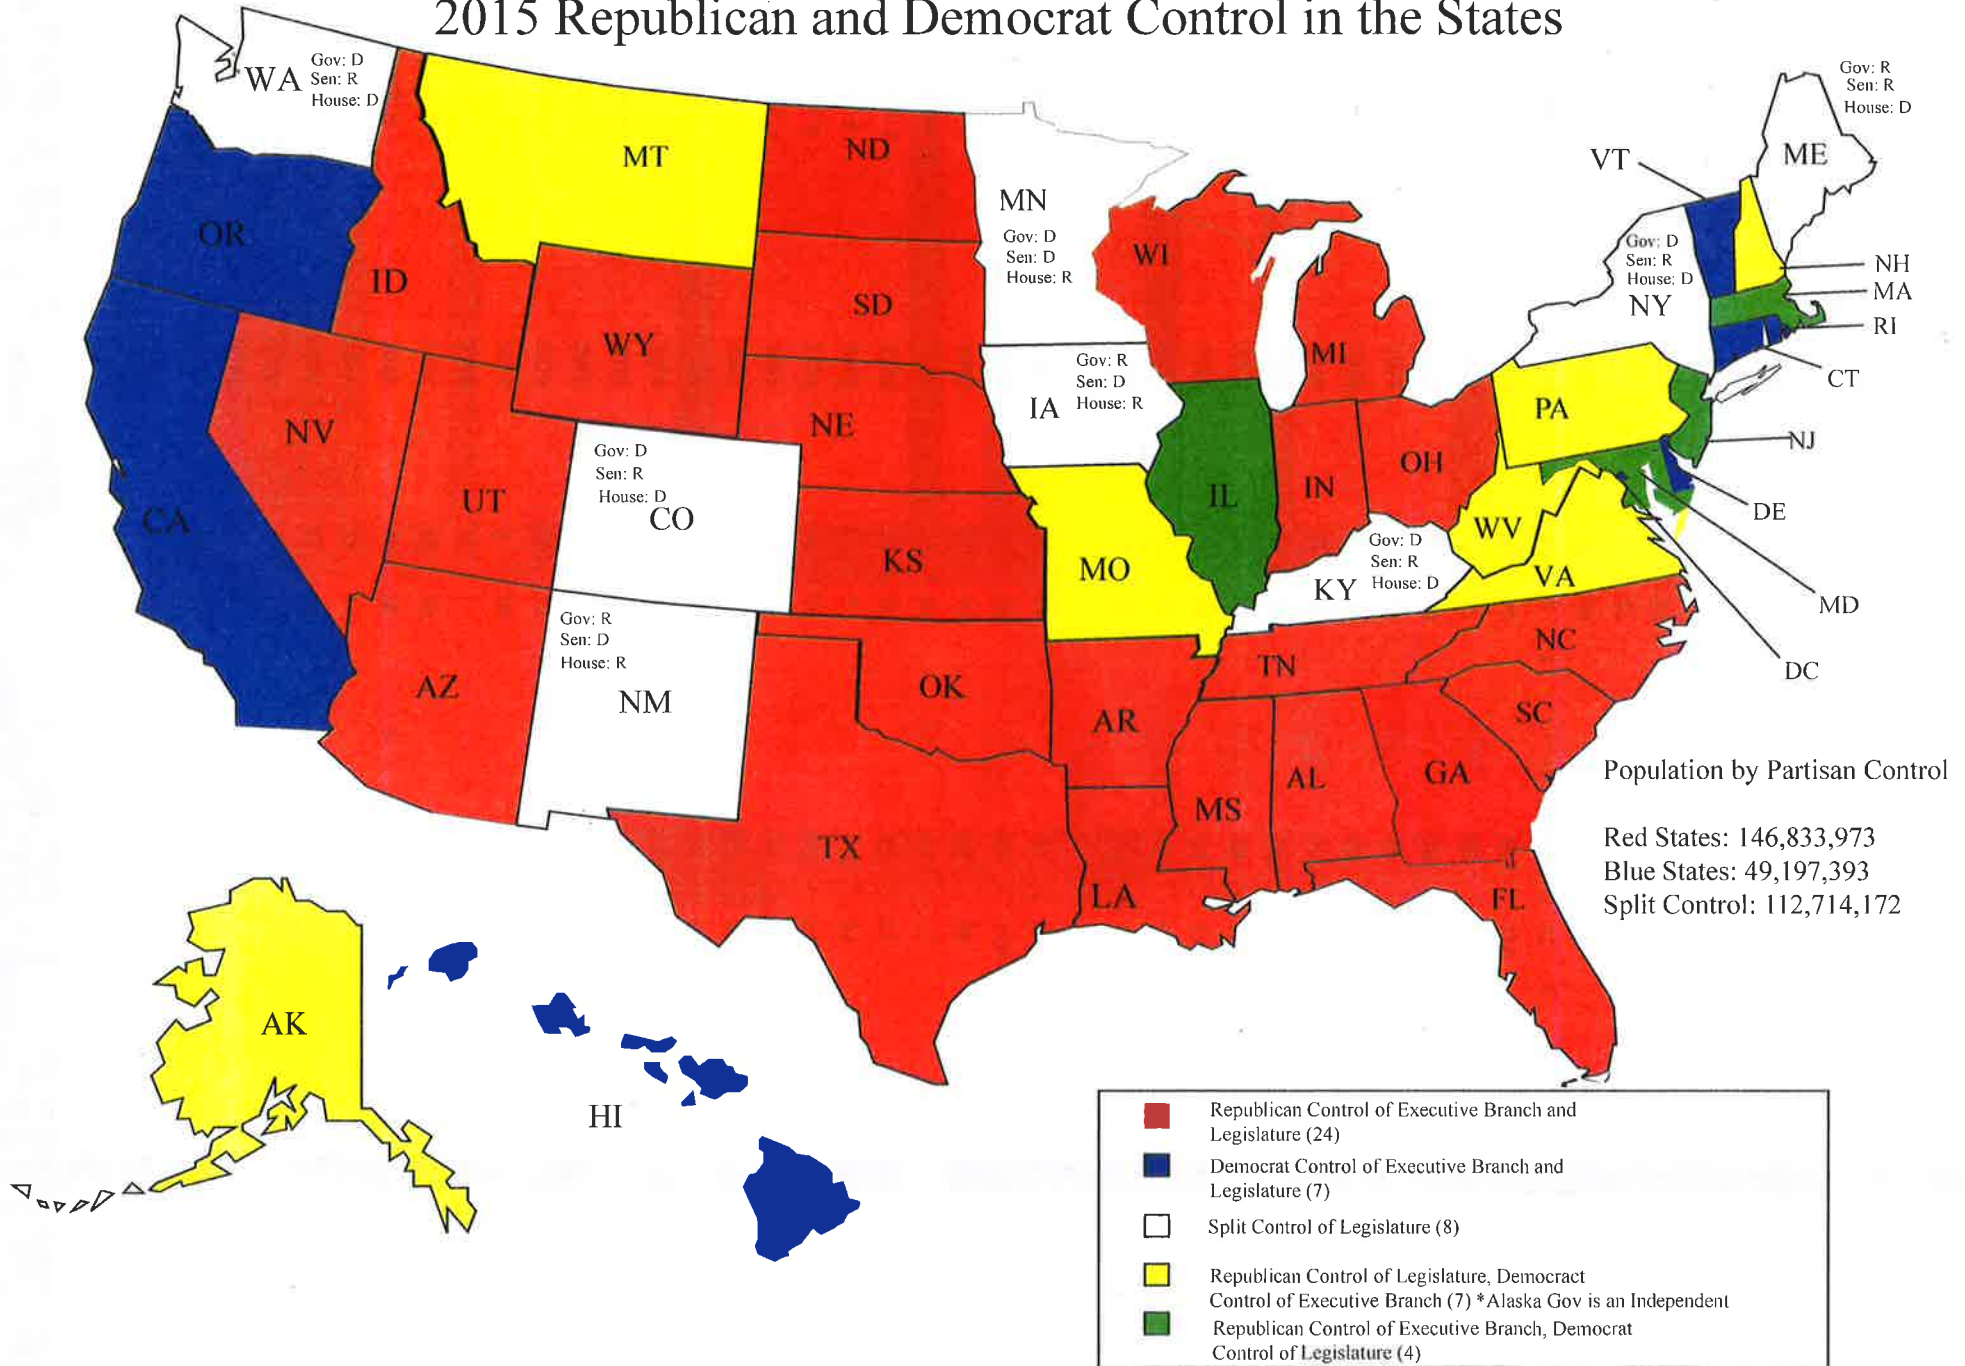 2015 Republican and Democrat Control in the States
WA
Gov: D
Sen: R
House: D
MT
ND
MN
Gov: D
Sen: D
House: R
WI
VT
ME
Gov: R
Sen: R
House: D
OR
ID
WY
SD
MI
Gov: D
Sen: R
House: D
NY
NH
MA
RI
CT
NJ
IA
Gov: R
Sen: D
House: R
NE
NV
UT
Gov: D
Sen: R
House: D
CO
IL
IN
OH
PA
DE
CA
KS
MO
WV
VA
KY
Gov: D
Sen: R
House: D
MD
DC
AZ
Gov: R
Sen: D
House: R
NM
OK
AR
TN
NC
SC
TX
LA
MS
AL
GA
FL
Population by Partisan Control
Red States: 146,833,973
Blue States: 49,197,393
Split Control: 112,714,172
AK
HI
Republican Control of Executive Branch and
Legislature (24)
Democrat Control of Executive Branch and
Legislature (7)
Split Control of Legislature (8)
Republican Control of Legislature, Democract
Control of Executive Branch (7) *Alaska Gov is an Independent
Republican Control of Executive Branch, Democrat
Control of Legislature (4)